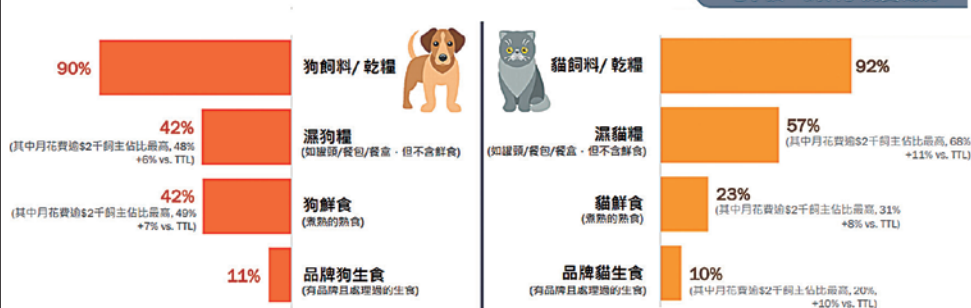 90%
狗飼料/乾糧
42%
(其中月花費逾$2千飼主佔比最高, 48%
+6% vs. TTL)
濕狗糧
(如罐頭/餐包/餐盒，但不含鮮食)
42%
(其中月花費逾$2千飼主佔比最高, 49%
+7% vs. TTL)
狗鮮食
(煮熟的熟食)
11%
品牌狗生食
(有品牌且處理過的生食)
貓飼料/乾糧
92%
濕貓糧
(如罐頭/餐包/餐盒，但不含鮮食)
57%
(其中月花費逾$2千飼主佔比最高, 68%
+11% vs. TTL)
貓鮮食
(煮熟的熟食)
23%
(其中月花費逾$2千飼主佔比最高, 31%
+8% vs. TTL)
品牌貓生食
(有品牌且處理過的生食)
10%
(其中月花費逾$2千飼主佔比最高, 20%,
+10% vs. TTL)